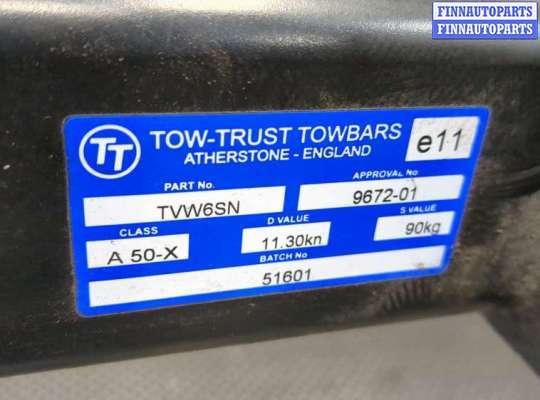 FINNAUTOPARTS
FINNAUTOPARTS
TT TOW-TRUST TOWBARS
ATHERSTONE - ENGLAND
e11
PART No. APPROVAL No
TVW6SN 9672-01
CLASS D VALUE S VALUE
A 50-X 11.30kn 90kg
BATCH No
51601